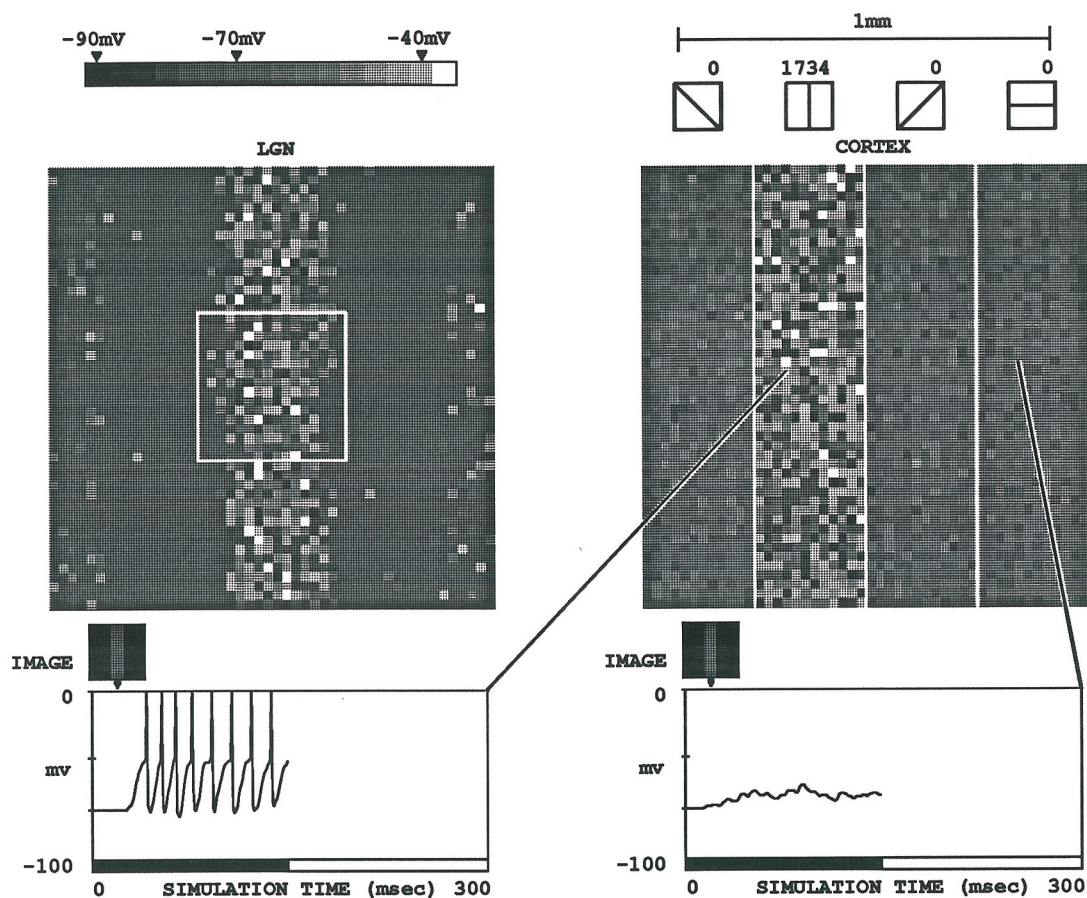 -90mV -70mV -40mV
1mm
0 1734 0 0
LGN
CORTEX
IMAGE
0
mv
-100
0 SIMULATION TIME (msec) 300
IMAGE
0
mv
-100
0 SIMULATION TIME (msec) 300